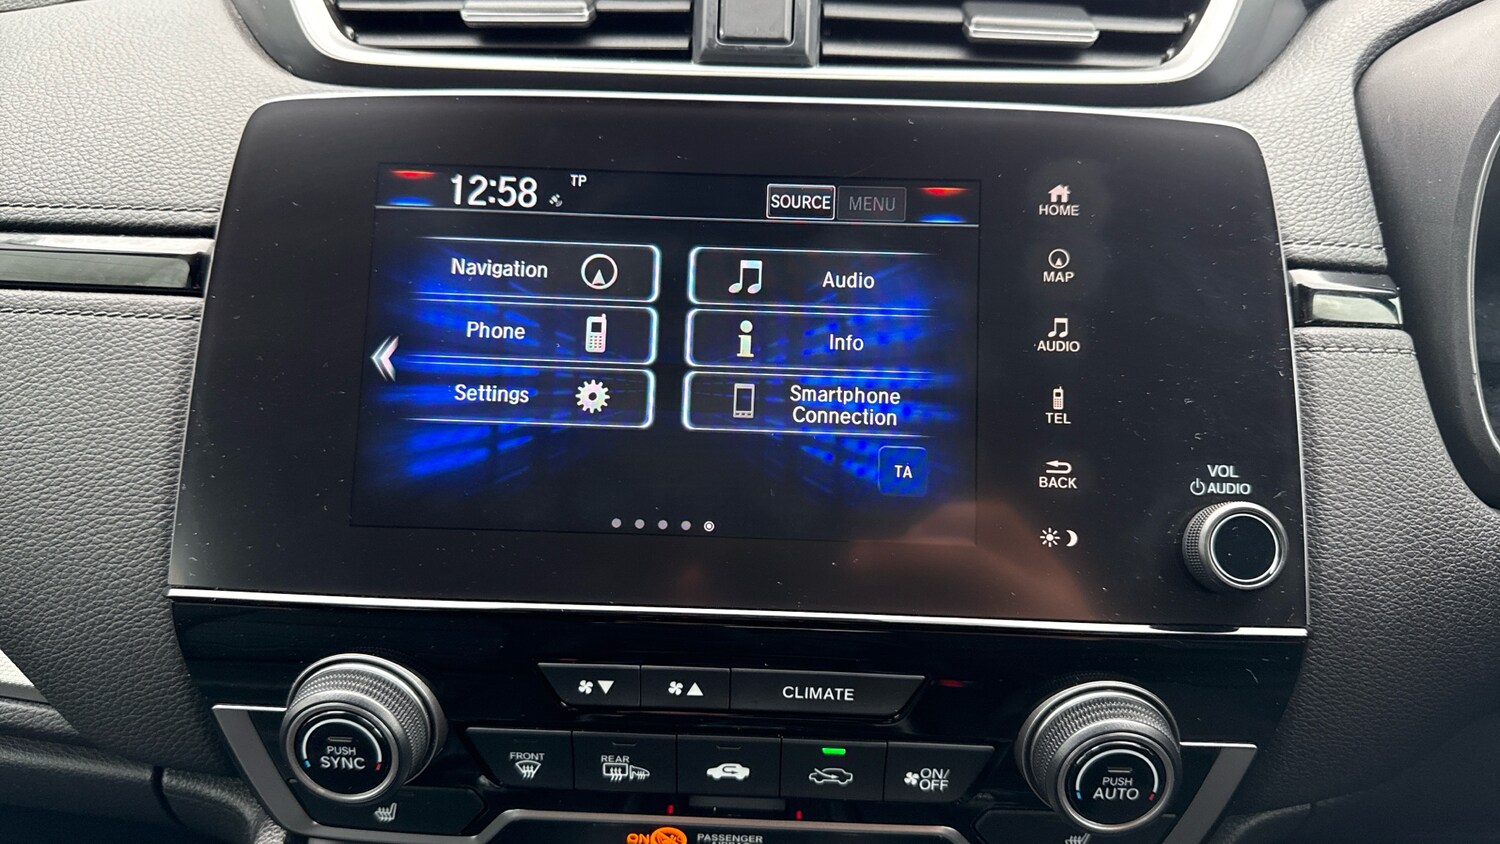 12:58
TP
SOURCE
MENU
Navigation
Audio
Phone
Info
Settings
Smartphone
Connection
TA
HOME
MAP
AUDIO
TEL
BACK
VOL
AUDIO
CLIMATE
PUSH
SYNC
FRONT
REAR
ON/
OFF
PUSH
AUTO
ON
PASSENGER